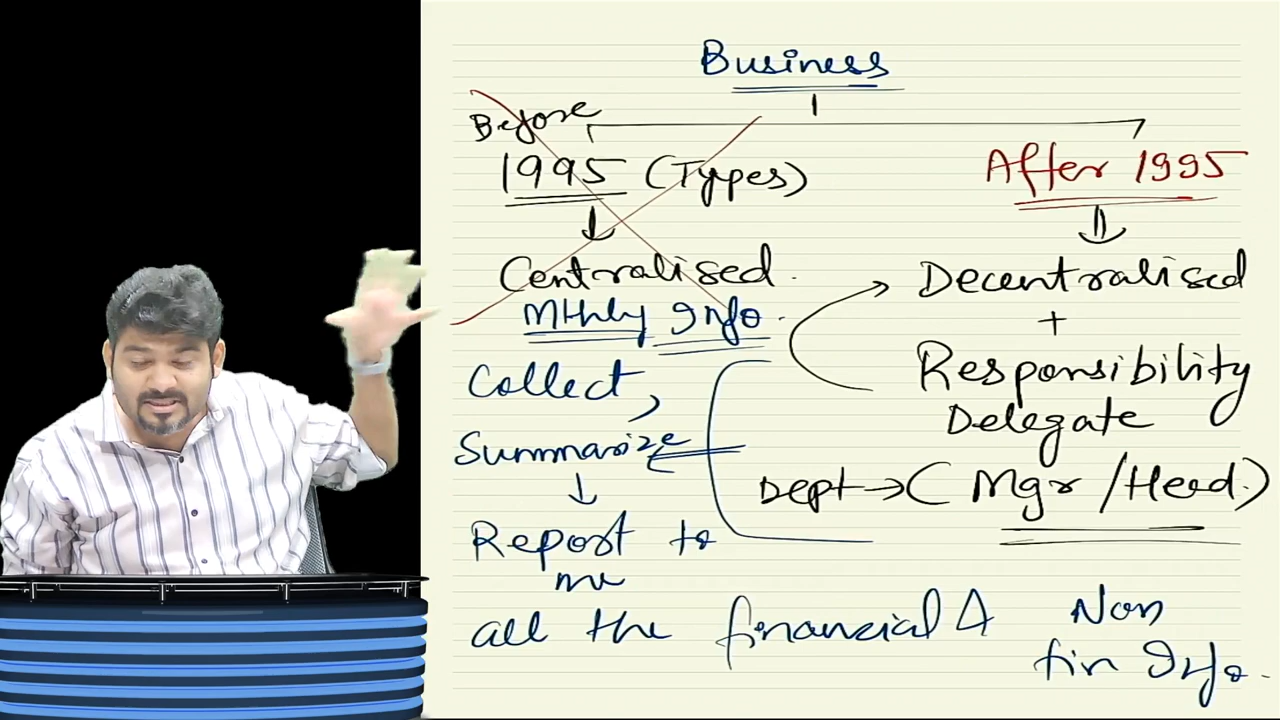 Business
Before
1995 (Types)
After 1995
Centralised.
Mthly Info.
Decentralised
+
Responsibility
Delegate
Collect,
Summarize
Dept → (Mgr / Head.)
Report to
me
all the financial & Non
fin Info.